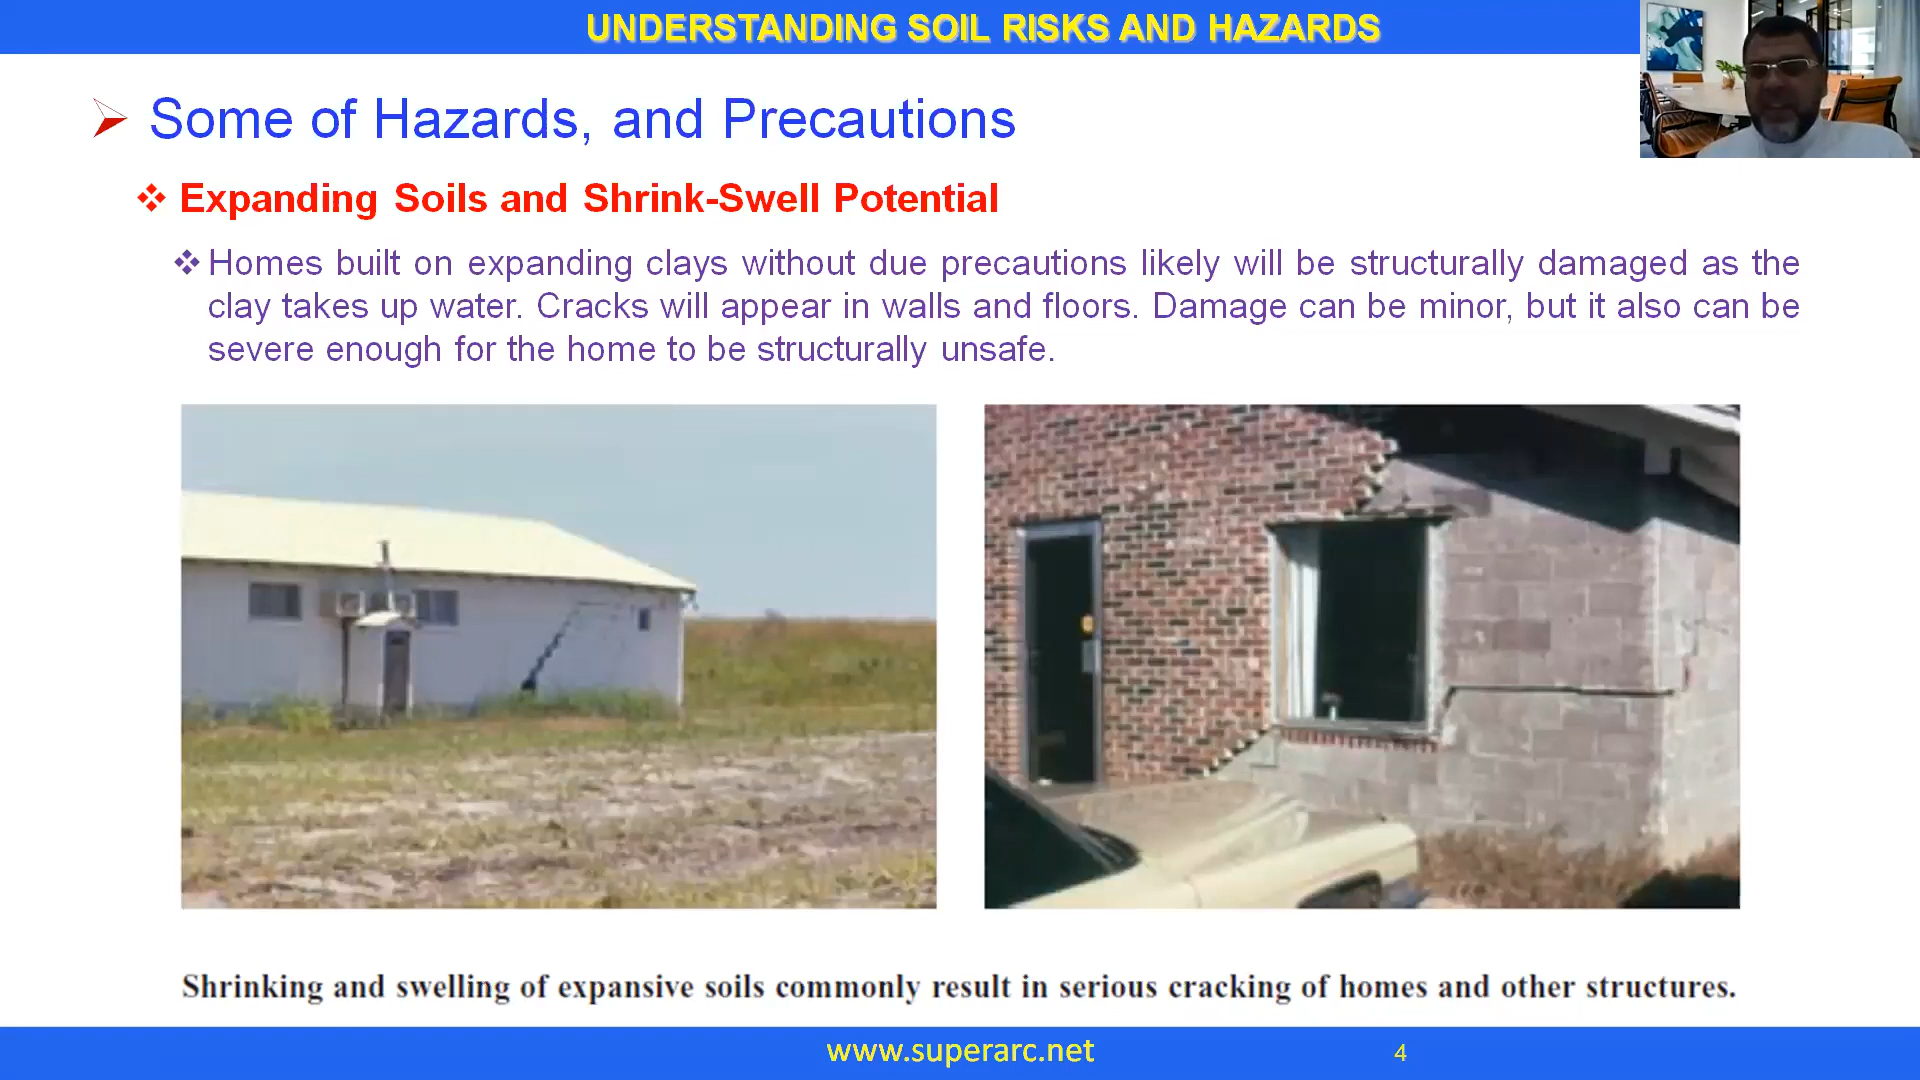 UNDERSTANDING SOIL RISKS AND HAZARDS
Some of Hazards, and Precautions
Expanding Soils and Shrink-Swell Potential
Homes built on expanding clays without due precautions likely will be structurally damaged as the
clay takes up water. Cracks will appear in walls and floors. Damage can be minor, but it also can be
severe enough for the home to be structurally unsafe.
Shrinking and swelling of expansive soils commonly result in serious cracking of homes and other structures.
www.superarc.net
4